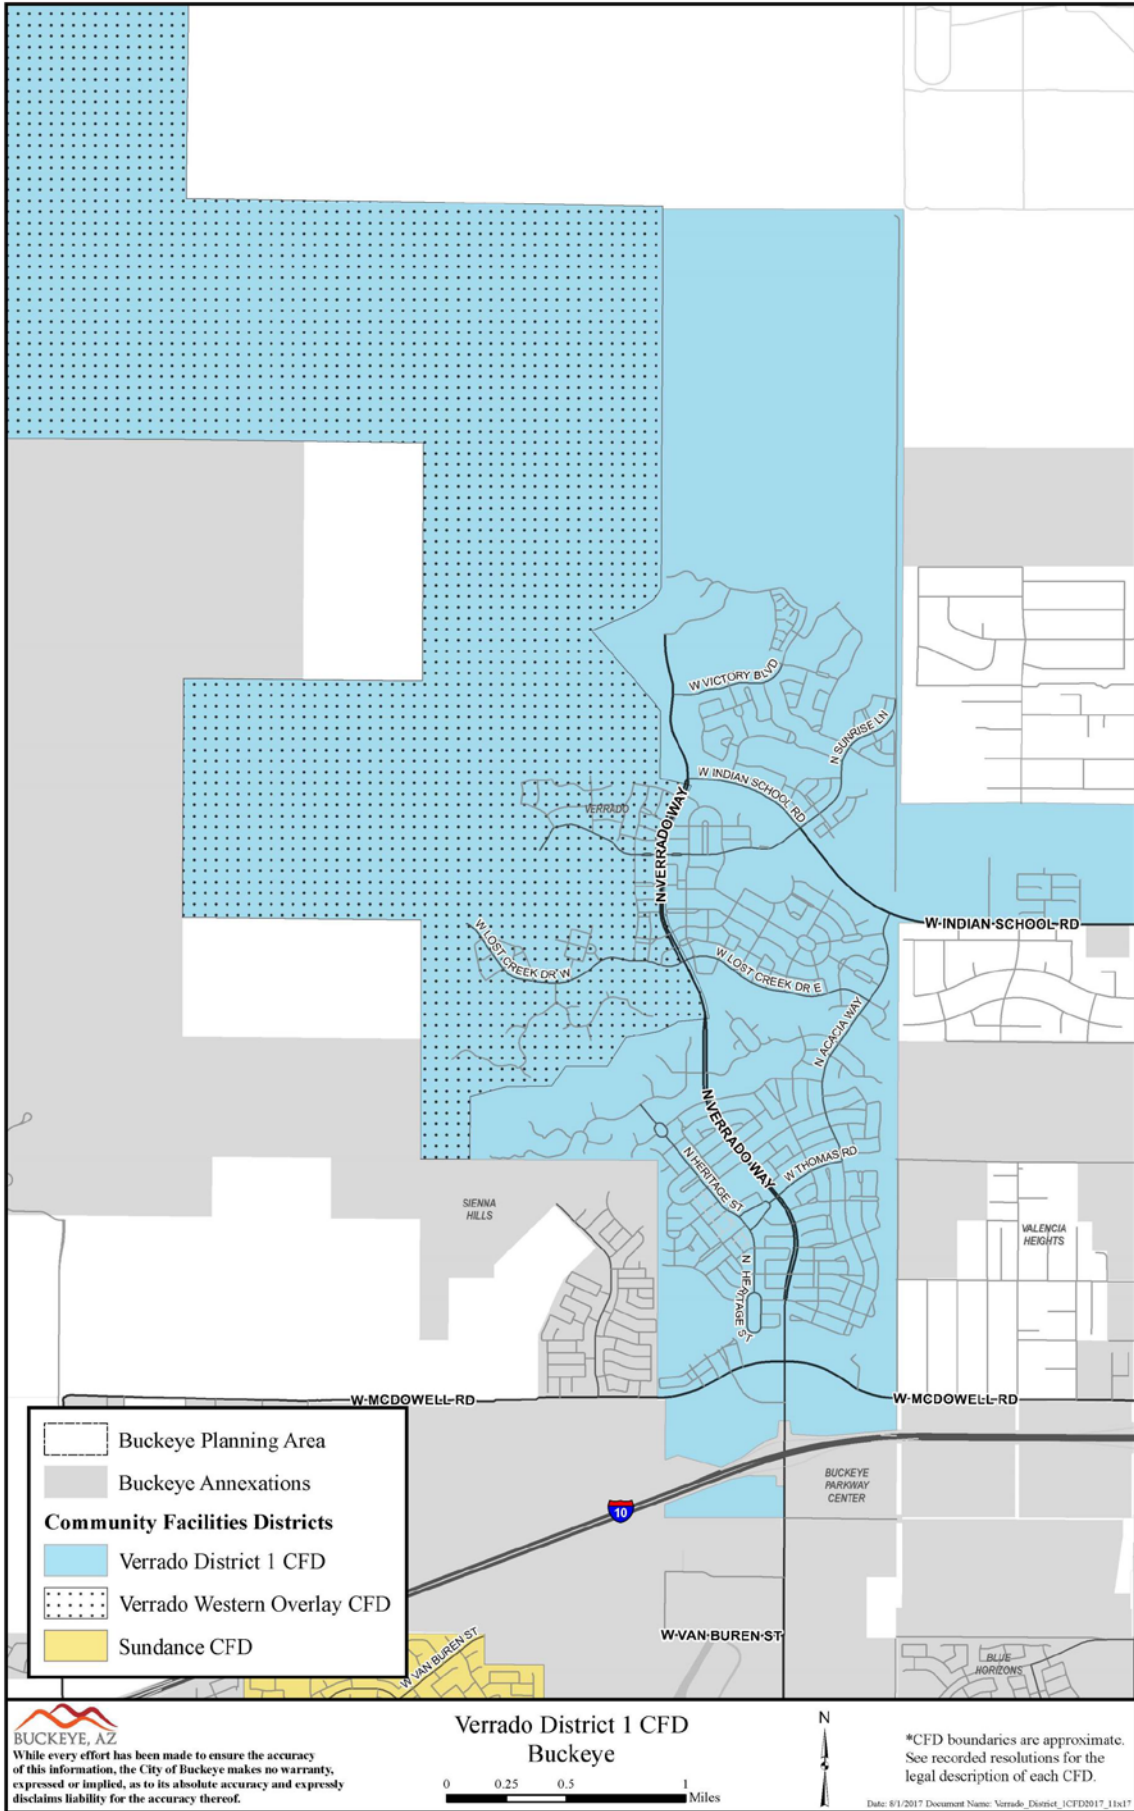 W VICTORY BLVD
N SUNRISE LN
W INDIAN SCHOOL RD
VERRADO
N VERRADO WAY
W INDIAN SCHOOL RD
W LOST CREEK DR W
W LOST CREEK DR E
N ACACIA WAY
N VERRADO WAY
W THOMAS RD
N HERITAGE ST
SIENNA
HILLS
VALENCIA
HEIGHTS
N HERITAGE ST
W MCDOWELL RD
W MCDOWELL RD
BUCKEYE
PARKWAY
CENTER
10
W VAN BUREN ST
W VAN BUREN ST
BLUE
HORIZONS
Buckeye Planning Area
Buckeye Annexations
Community Facilities Districts
Verrado District 1 CFD
Verrado Western Overlay CFD
Sundance CFD
BUCKEYE, AZ
While every effort has been made to ensure the accuracy
of this information, the City of Buckeye makes no warranty,
expressed or implied, as to its absolute accuracy and expressly
disclaims liability for the accuracy thereof.
Verrado District 1 CFD
Buckeye
0 0.25 0.5 1
Miles
N
*CFD boundaries are approximate.
See recorded resolutions for the
legal description of each CFD.
Date: 8/1/2017 Document Name: Verrado_District_1CFD2017_11x17